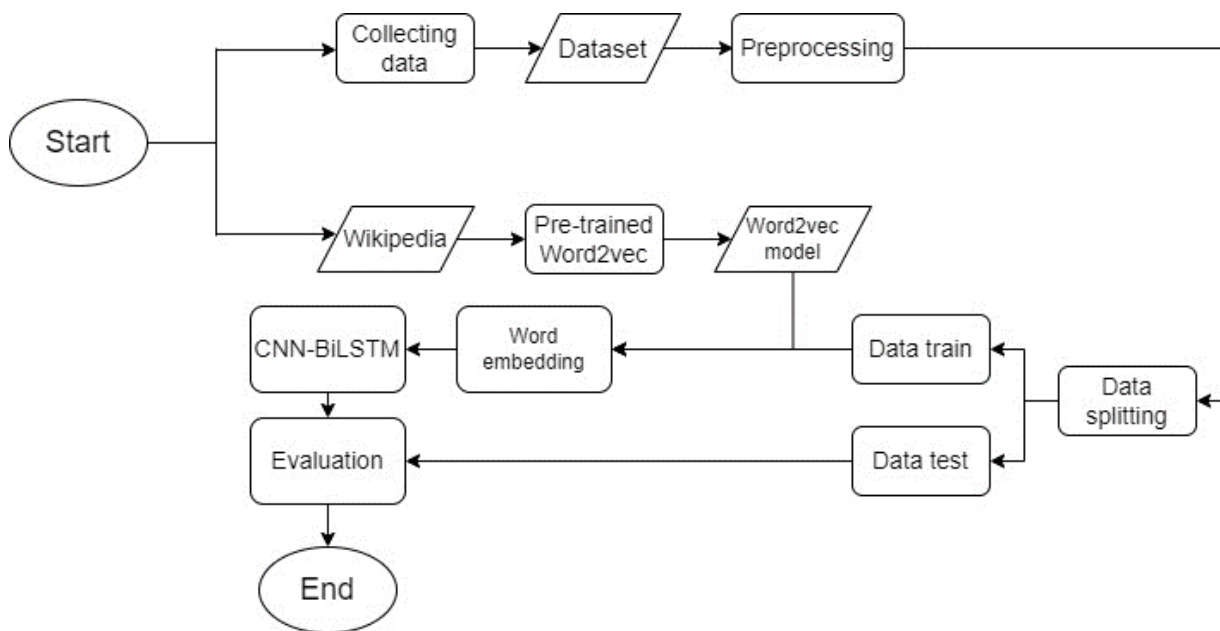 Collecting
data
Dataset
Preprocessing
Start
Wikipedia
Pre-trained
Word2vec
Word2vec
model
CNN-BiLSTM
Word
embedding
Data train
Data
splitting
Evaluation
Data test
End